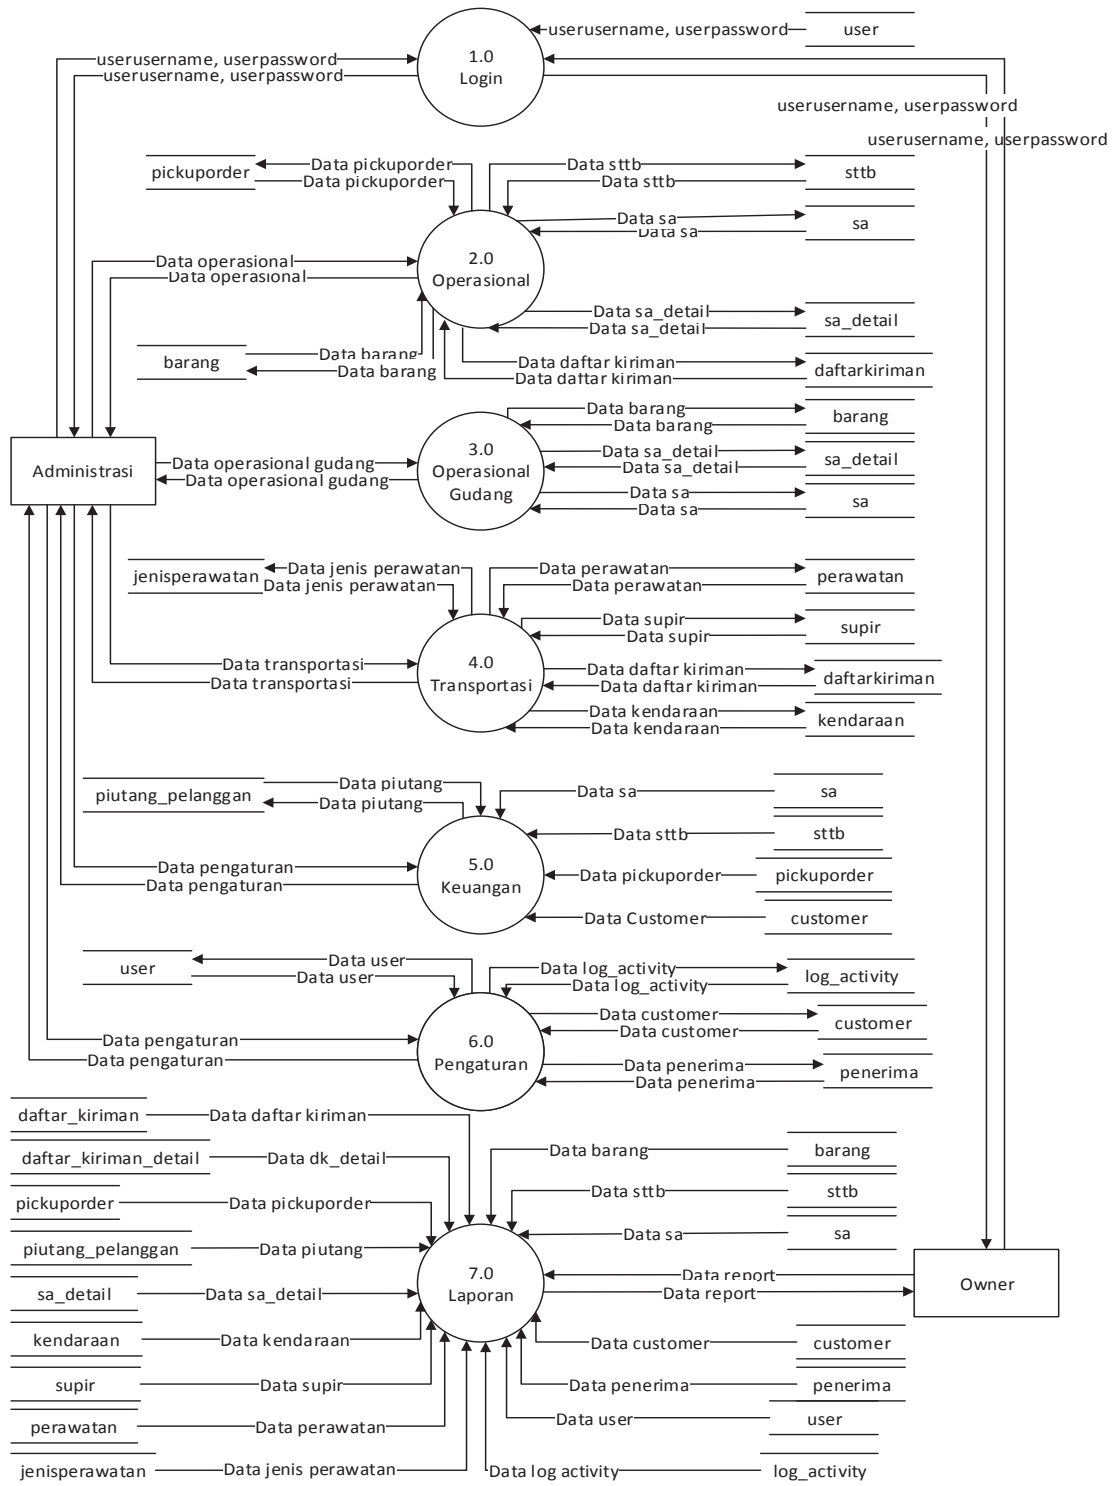 userusername, userpassword
user
1.0
Login
userusername, userpassword
userusername, userpassword
userusername, userpassword
userusername, userpassword
pickuporder
Data pickuporder
Data pickuporder
Data sttb
Data sttb
sttb
Data sa
Data sa
sa
2.0
Operasional
Data operasional
Data operasional
Data sa_detail
Data sa_detail
sa_detail
barang
Data barang
Data barang
Data daftar kiriman
Data daftar kiriman
daftarkiriman
Data barang
Data barang
barang
Administrasi
Data operasional gudang
Data operasional gudang
3.0
Operasional
Gudang
Data sa_detail
Data sa_detail
sa_detail
Data sa
Data sa
sa
jenisperawatan
Data jenis perawatan
Data jenis perawatan
Data perawatan
Data perawatan
perawatan
Data supir
Data supir
supir
Data transportasi
Data transportasi
4.0
Transportasi
Data daftar kiriman
Data daftar kiriman
daftarkiriman
Data kendaraan
Data kendaraan
kendaraan
piutang_pelanggan
Data piutang
Data piutang
Data sa
sa
Data sttb
sttb
Data pengaturan
Data pengaturan
5.0
Keuangan
Data pickuporder
pickuporder
Data Customer
customer
user
Data user
Data user
Data log_activity
Data log_activity
log_activity
Data customer
Data customer
customer
Data pengaturan
Data pengaturan
6.0
Pengaturan
Data penerima
Data penerima
penerima
daftar_kiriman
Data daftar kiriman
daftar_kiriman_detail
Data dk_detail
Data barang
barang
pickuporder
Data pickuporder
Data sttb
sttb
piutang_pelanggan
Data piutang
Data sa
sa
7.0
Laporan
Data report
Data report
Owner
sa_detail
Data sa_detail
kendaraan
Data kendaraan
Data customer
customer
supir
Data supir
Data penerima
penerima
perawatan
Data perawatan
Data user
user
jenisperawatan
Data jenis perawatan
Data log activity
log_activity